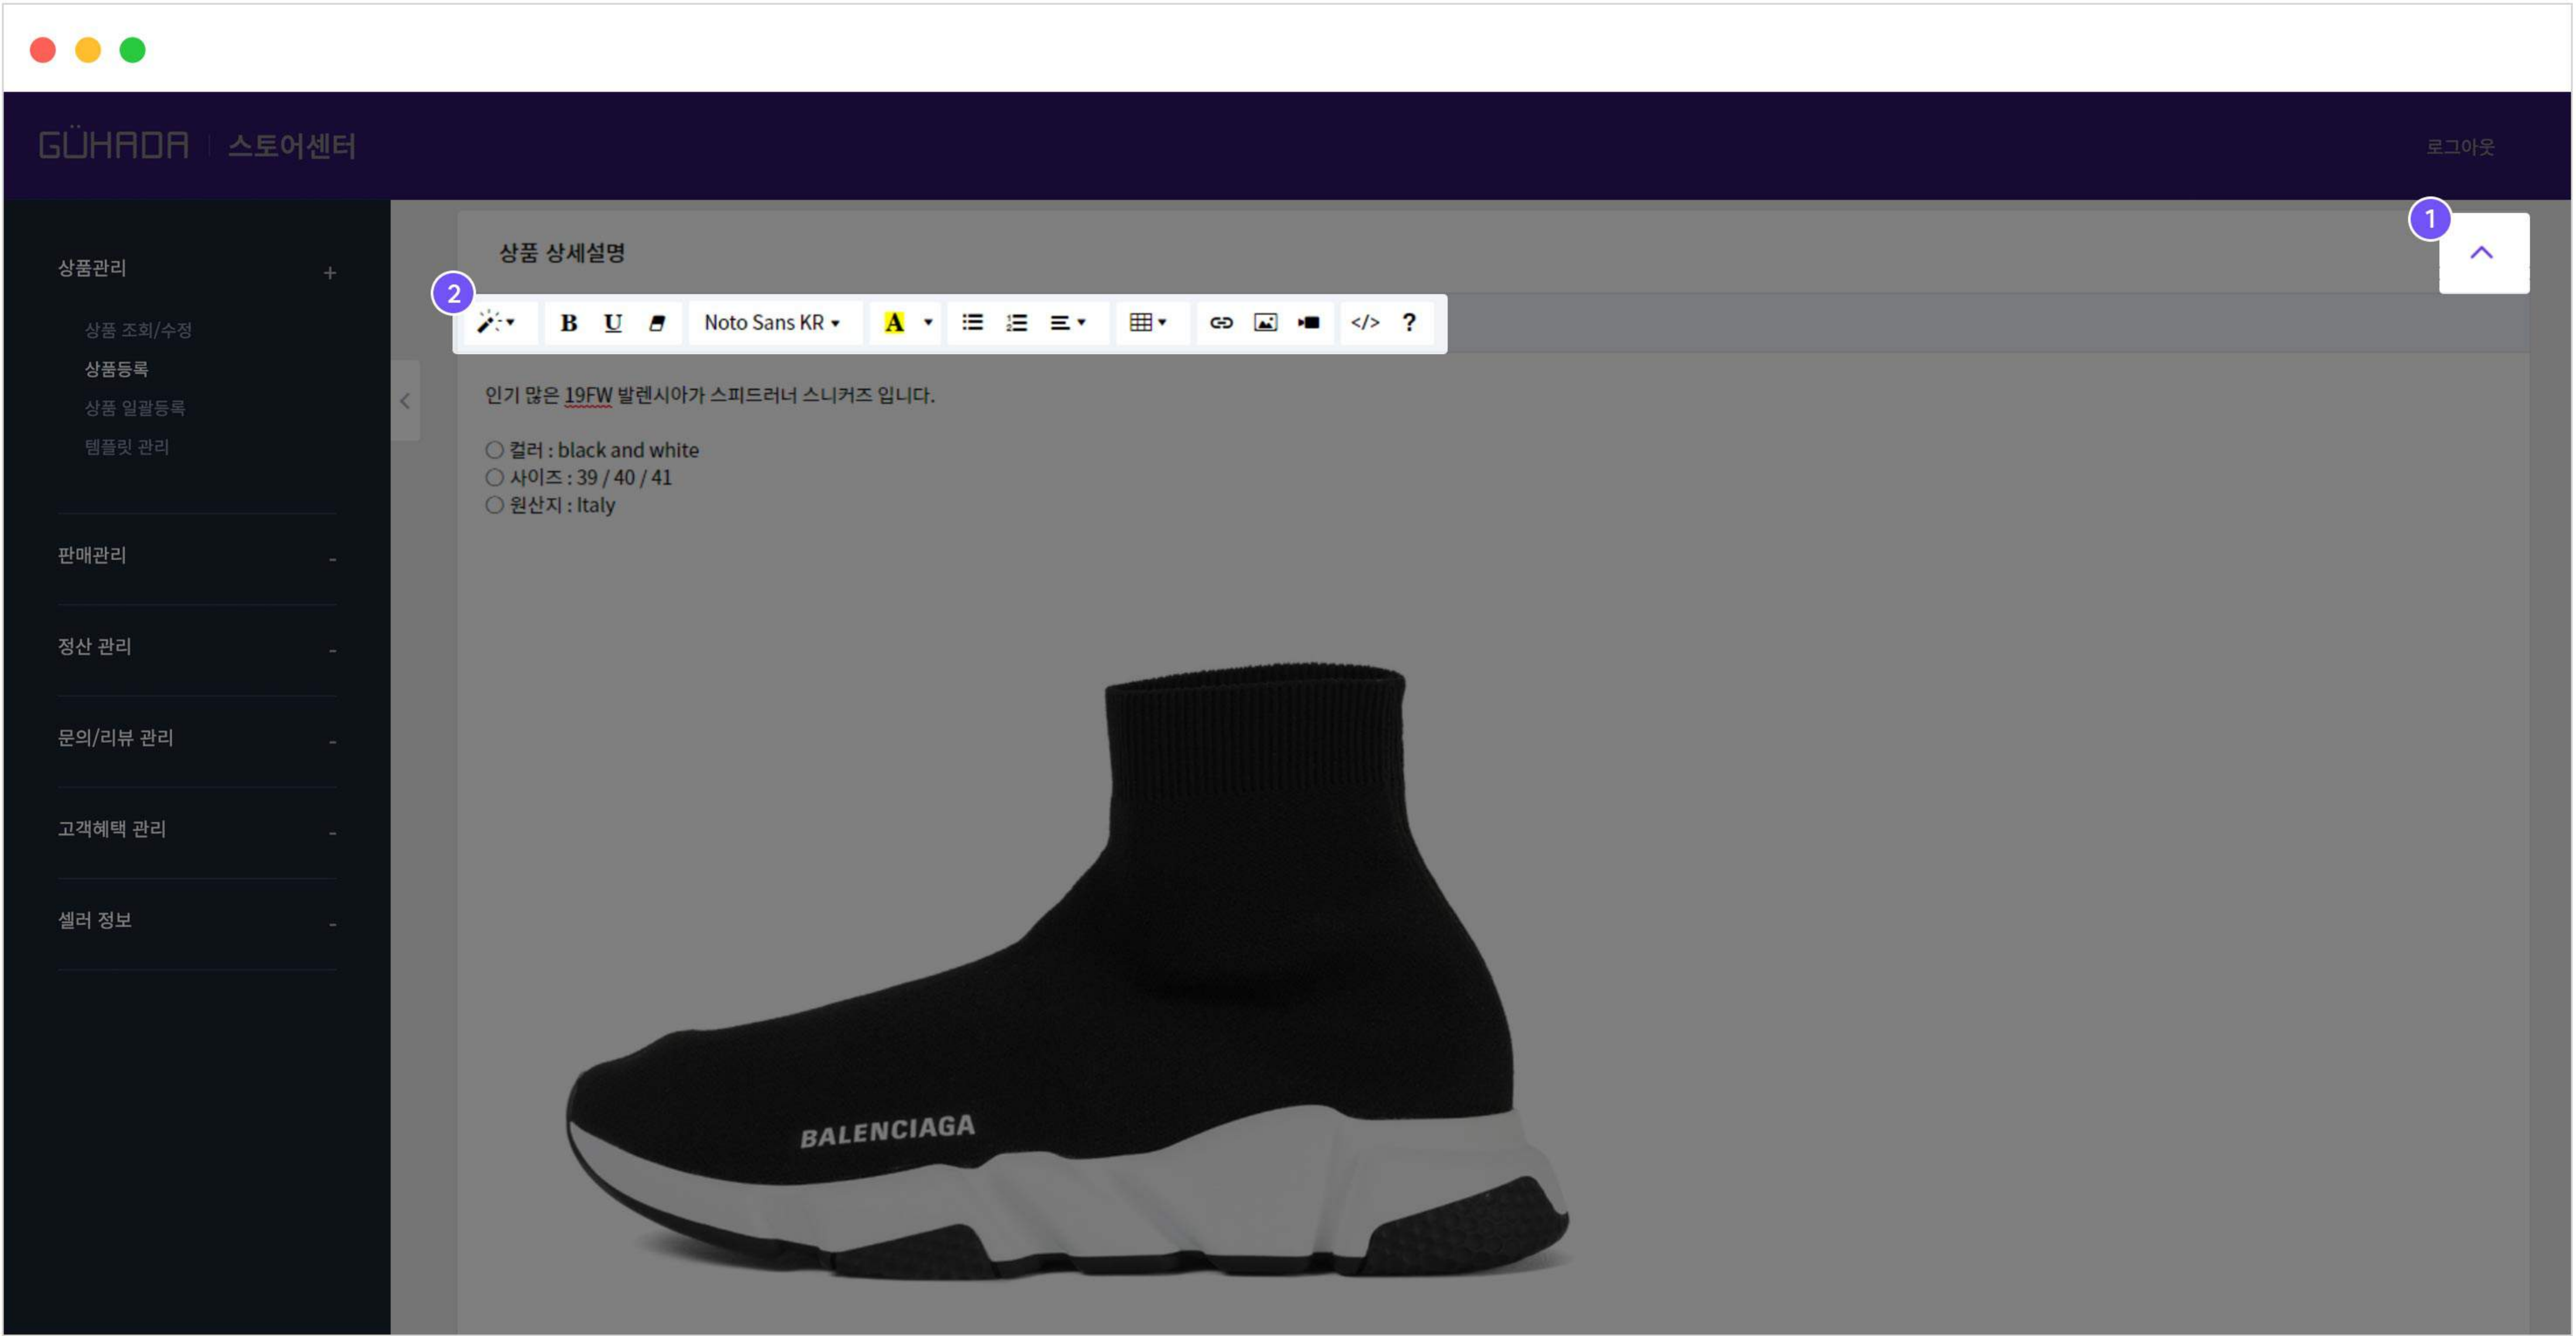 GÜHADA | 스토어센터
로그아웃
상품관리 +
상품 조회/수정
상품등록
상품 일괄등록
템플릿 관리
판매관리 -
정산 관리 -
문의/리뷰 관리 -
고객혜택 관리 -
셀러 정보 -
상품 상세설명
1
2
B U Noto Sans KR A </> ?
인기 많은 19FW 발렌시아가 스피드러너 스니커즈 입니다.
○ 컬러 : black and white
○ 사이즈 : 39 / 40 / 41
○ 원산지 : Italy
BALENCIAGA